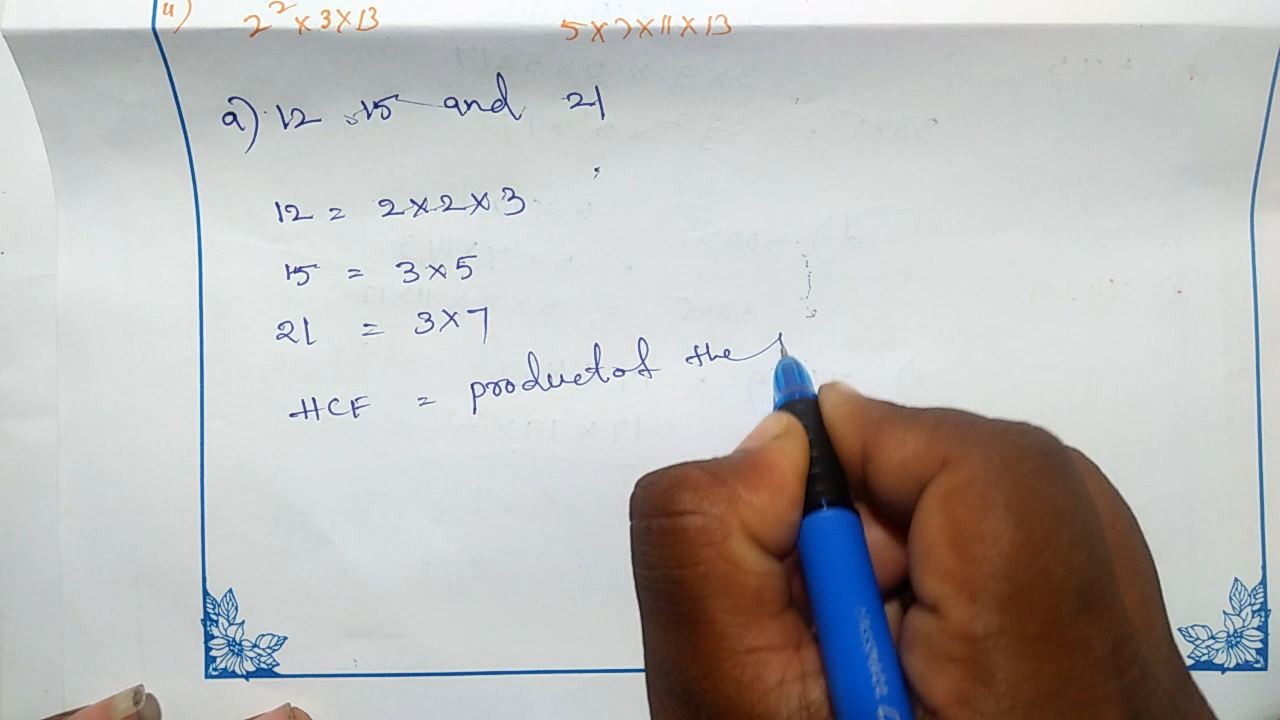 4) 2² × 3 × 13 5 × 7 × 11 × 13
a) 12, 15 and 21
12 = 2×2×3
15 = 3×5
21 = 3×7
HCF = product of the